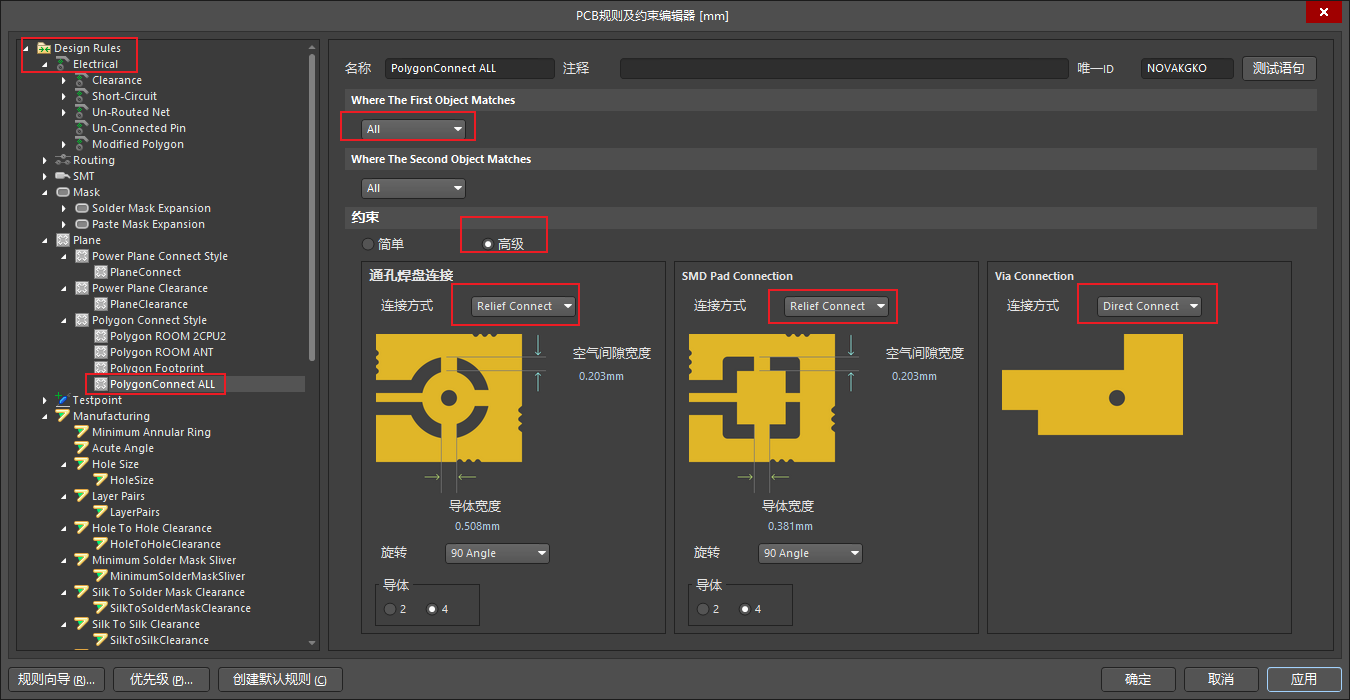 PCB规则及约束编辑器 [mm]
Design Rules
Electrical
Clearance
Short-Circuit
Un-Routed Net
Un-Connected Pin
Modified Polygon
Routing
SMT
Mask
Solder Mask Expansion
Paste Mask Expansion
Plane
Power Plane Connect Style
PlaneConnect
Power Plane Clearance
PlaneClearance
Polygon Connect Style
Polygon ROOM 2CPU2
Polygon ROOM ANT
Polygon Footprint
PolygonConnect ALL
Testpoint
Manufacturing
Minimum Annular Ring
Acute Angle
Hole Size
HoleSize
Layer Pairs
LayerPairs
Hole To Hole Clearance
HoleToHoleClearance
Minimum Solder Mask Sliver
MinimumSolderMaskSliver
Silk To Solder Mask Clearance
SilkToSolderMaskClearance
Silk To Silk Clearance
SilkToSilkClearance
名称 PolygonConnect ALL 注释 唯一ID NOVAKGKO 测试语句
Where The First Object Matches
All
Where The Second Object Matches
All
约束
简单 高级
通孔焊盘连接
连接方式 Relief Connect
空气间隙宽度
0.203mm
导体宽度
0.508mm
旋转 90 Angle
导体
2 4
SMD Pad Connection
连接方式 Relief Connect
空气间隙宽度
0.203mm
导体宽度
0.381mm
旋转 90 Angle
导体
2 4
Via Connection
连接方式 Direct Connect
规则向导 (R)... 优先级 (P)... 创建默认规则 (C) 确定 取消 应用